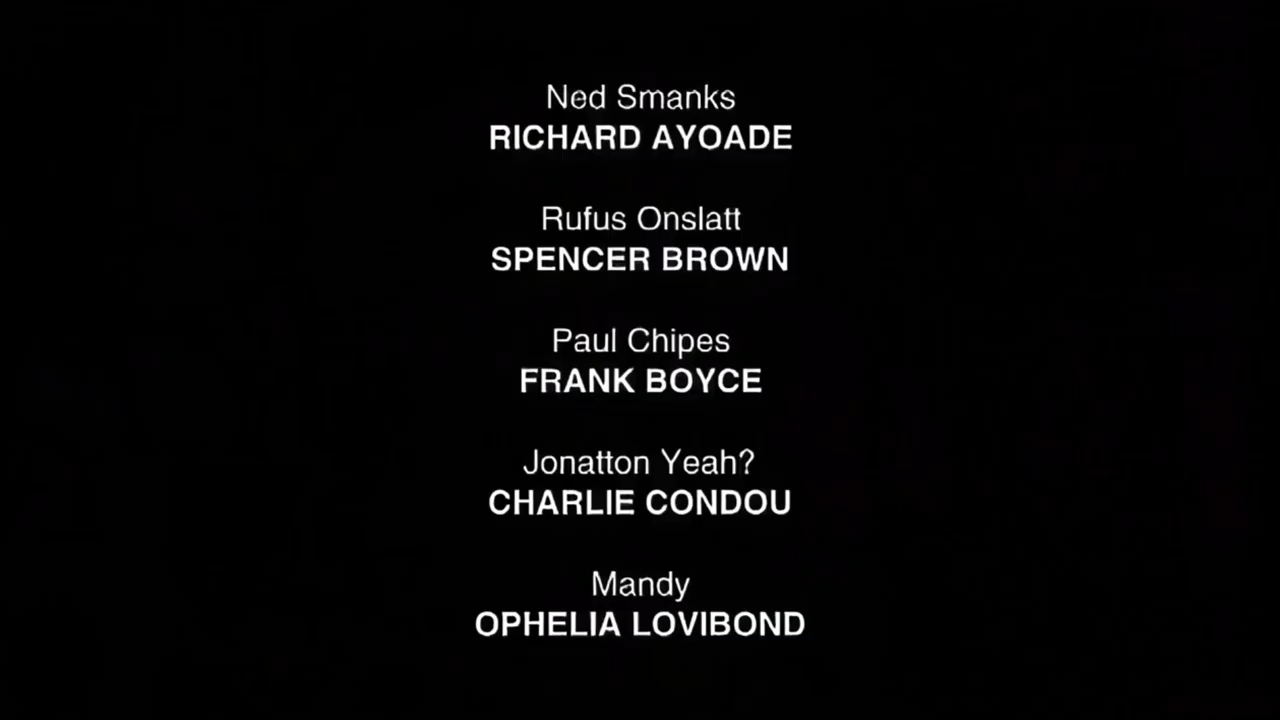 Ned Smanks
RICHARD AYOADE
Rufus Onslatt
SPENCER BROWN
Paul Chipes
FRANK BOYCE
Jonatton Yeah?
CHARLIE CONDOU
Mandy
OPHELIA LOVIBOND